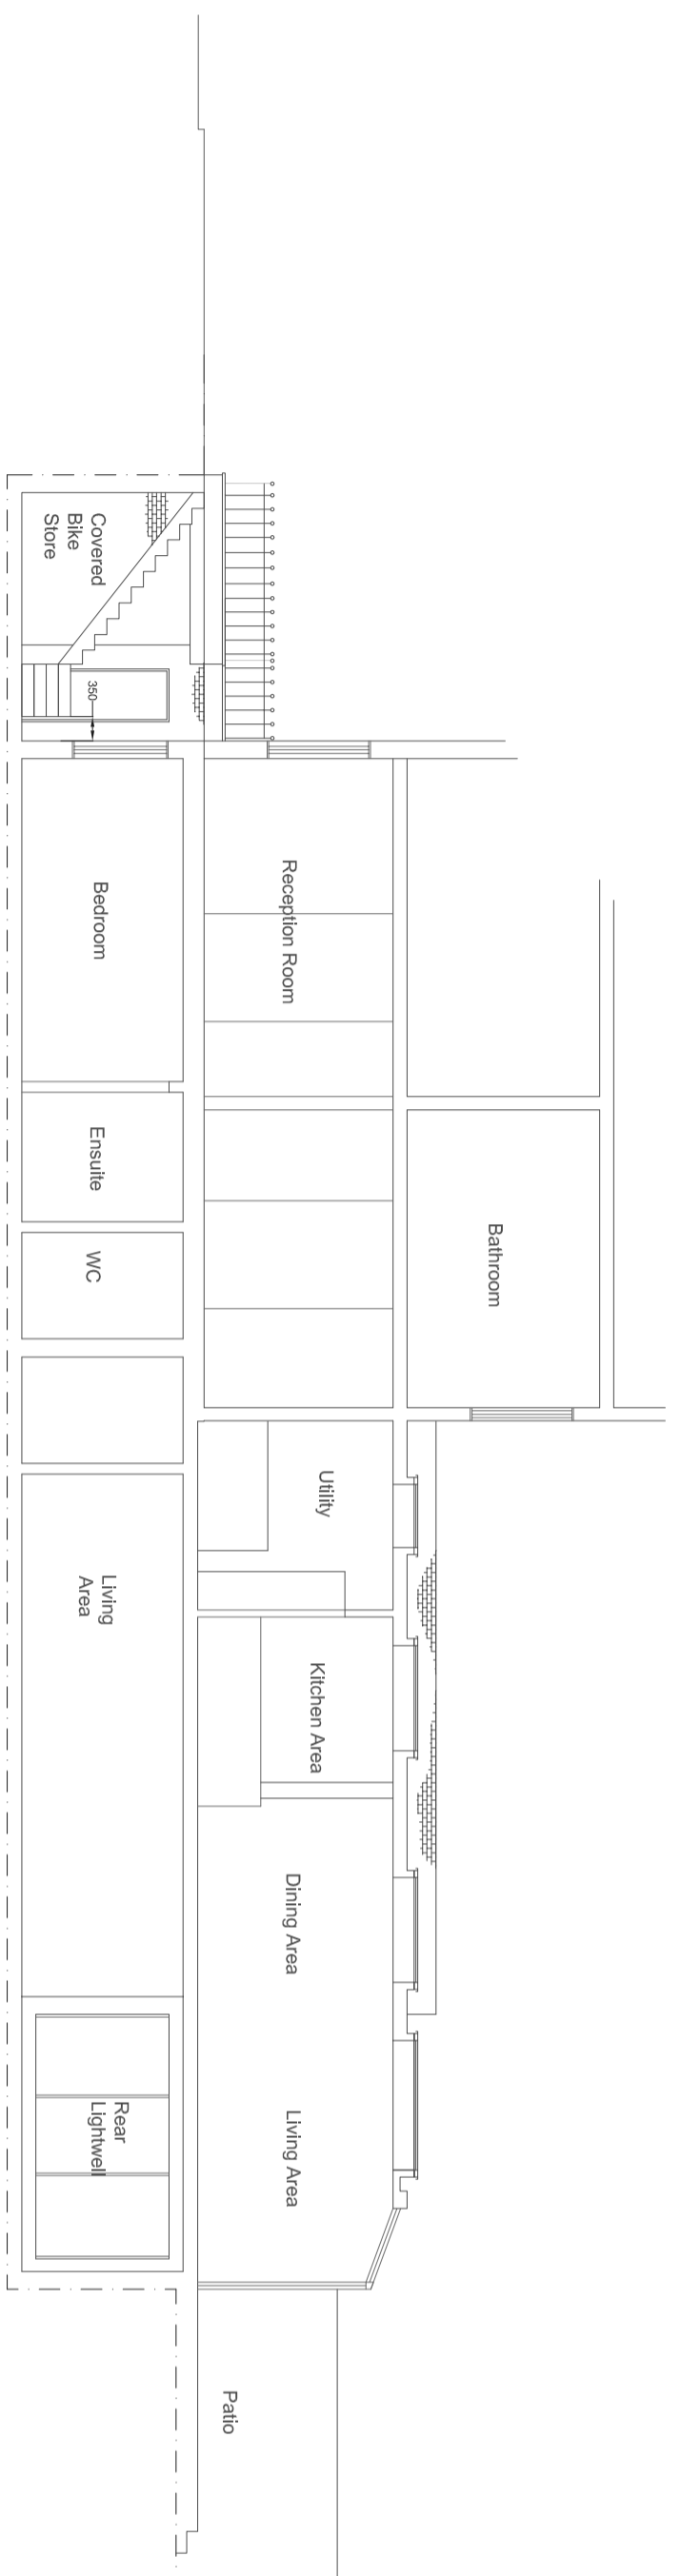 Bathroom
Reception Room
Utility
Kitchen Area
Dining Area
Living Area
Patio
Covered
Bike
Store
350
Bedroom
Ensuite
WC
Living
Area
Rear
Lightwell